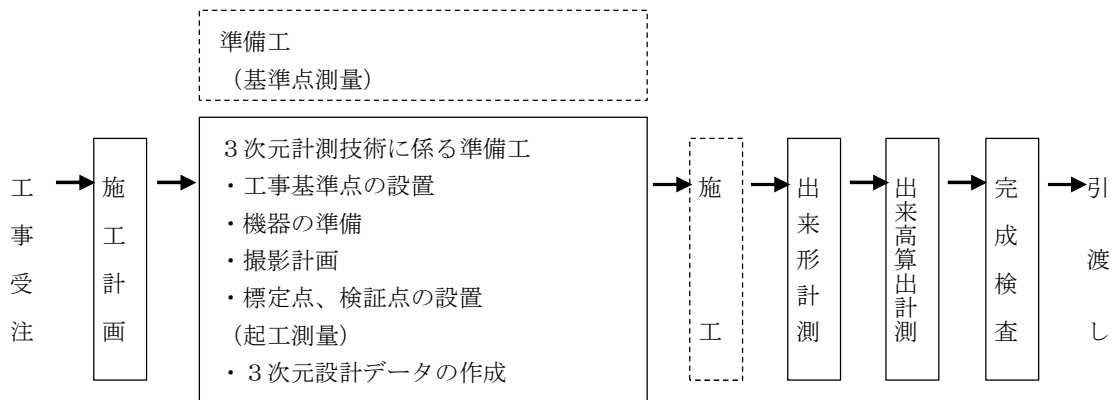 準備工
（基準点測量）
３次元計測技術に係る準備工
・工事基準点の設置
・機器の準備
・撮影計画
・標定点、検証点の設置
（起工測量）
・３次元設計データの作成
工事受注
施工計画
施工
出来形計測
出来高算出計測
完成検査
引渡し